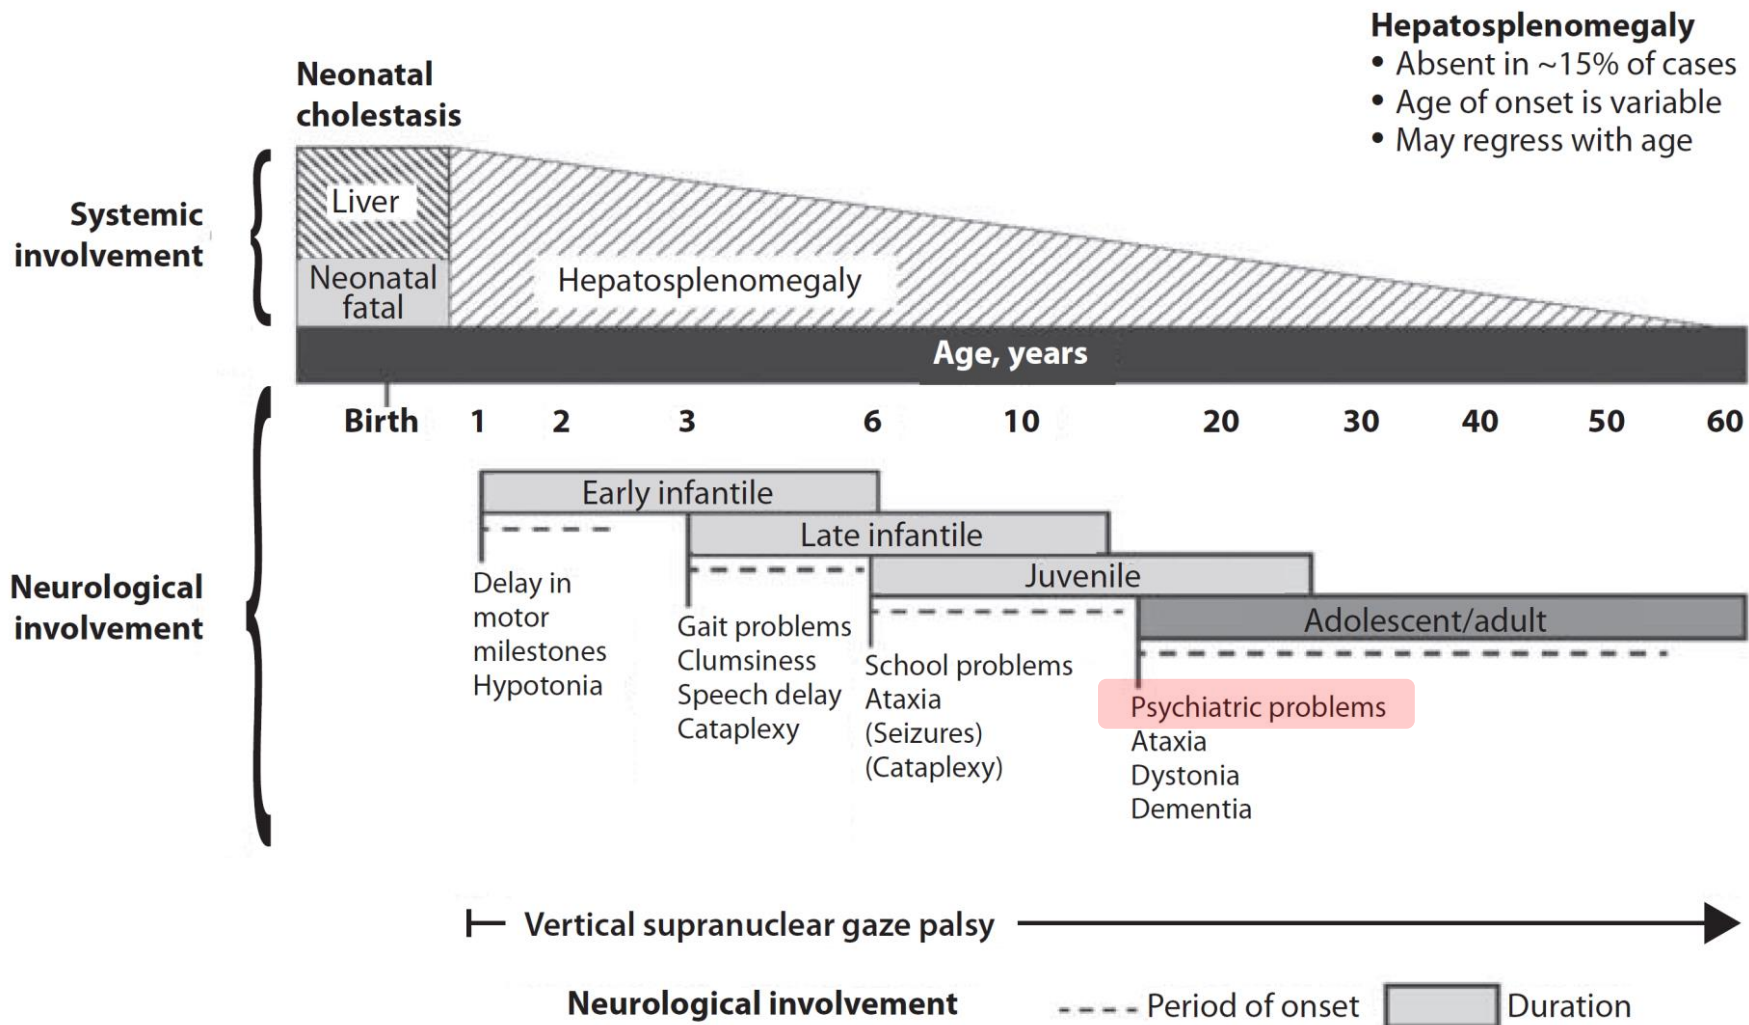 Hepatosplenomegaly
• Absent in ~15% of cases
• Age of onset is variable
• May regress with age
Neonatal
cholestasis
Systemic
involvement
Liver
Neonatal
fatal
Hepatosplenomegaly
Age, years
Birth 1 2 3 6 10 20 30 40 50 60
Neurological
involvement
Early infantile
Late infantile
Juvenile
Adolescent/adult
Delay in
motor
milestones
Hypotonia
Gait problems
Clumsiness
Speech delay
Cataplexy
School problems
Ataxia
(Seizures)
(Cataplexy)
Psychiatric problems
Ataxia
Dystonia
Dementia
Vertical supranuclear gaze palsy
Neurological involvement
Period of onset
Duration